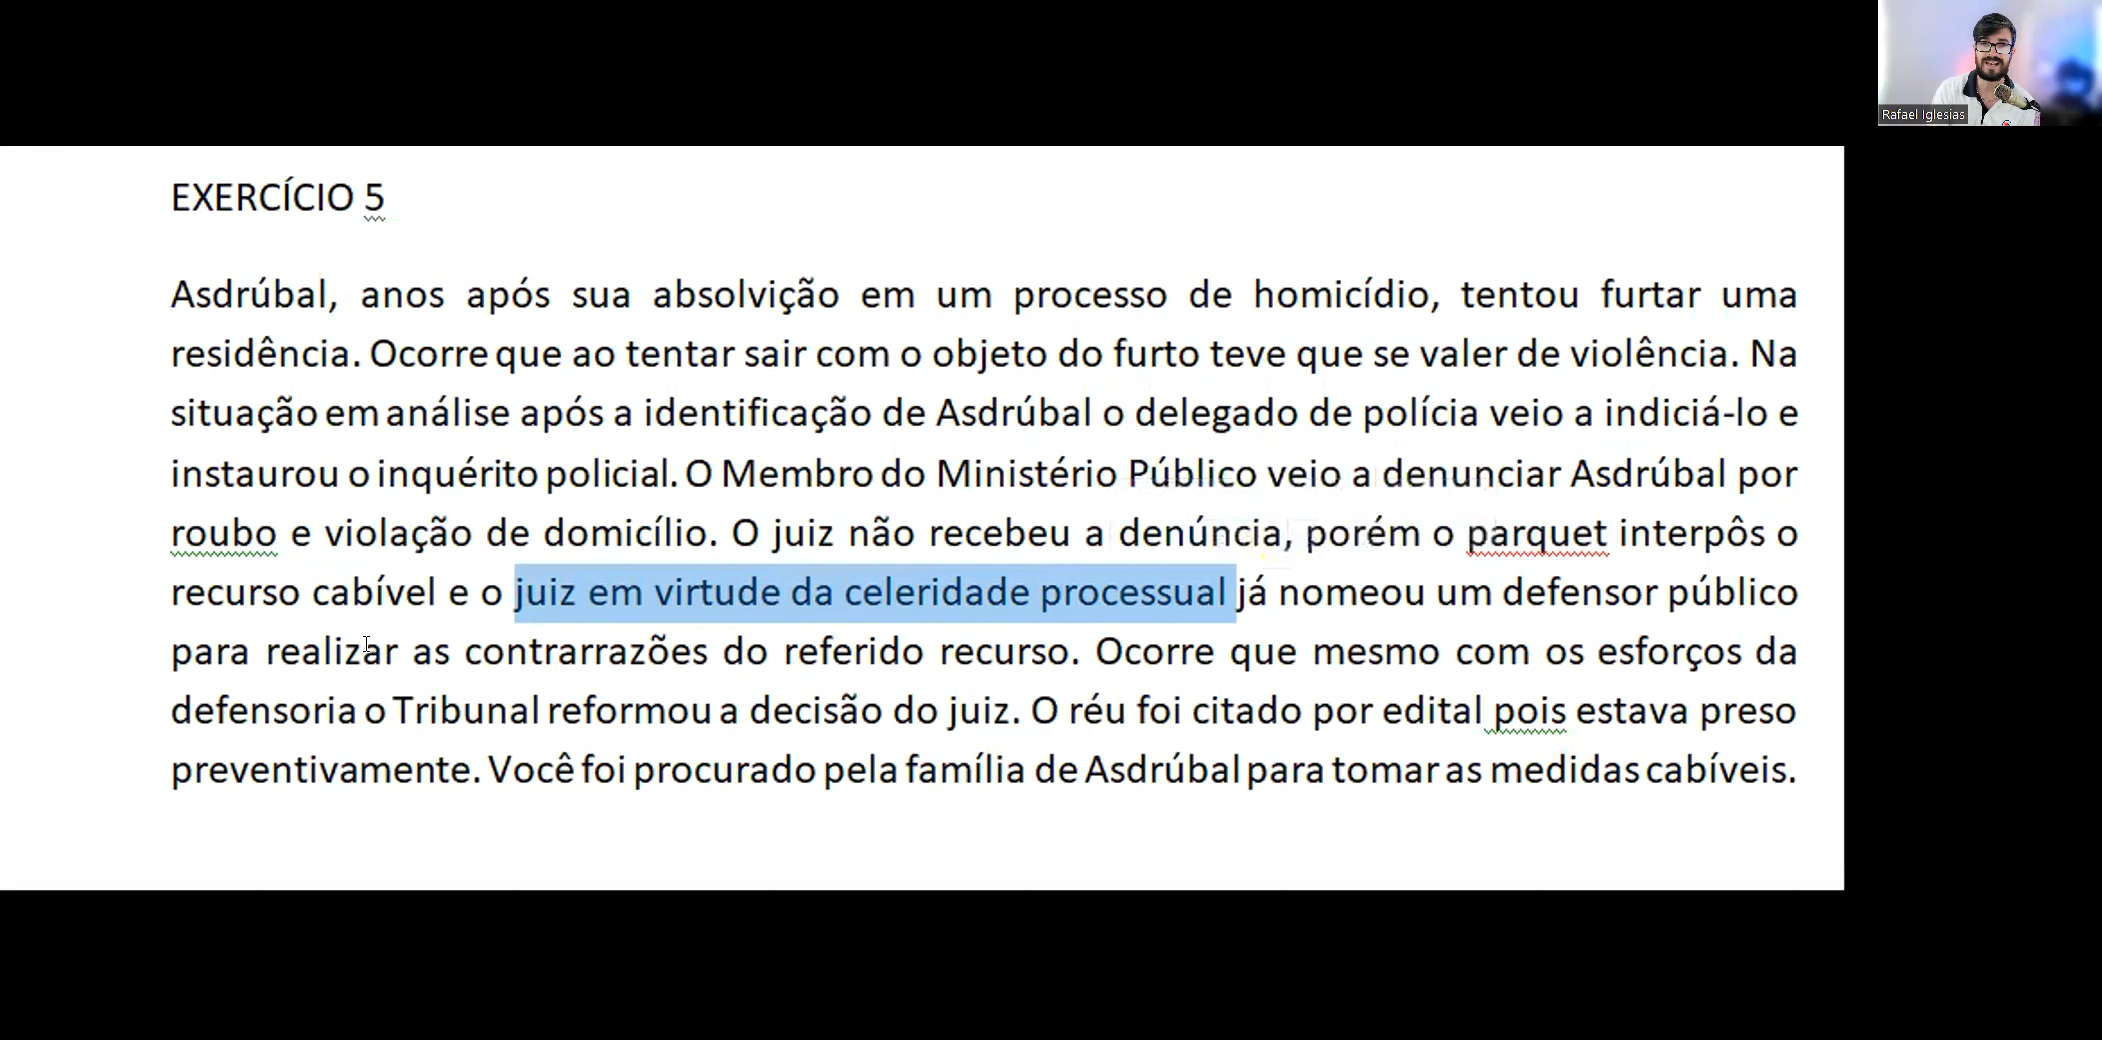 Rafael Iglesias
EXERCÍCIO 5
Asdrúbal, anos após sua absolvição em um processo de homicídio, tentou furtar uma
residência. Ocorre que ao tentar sair com o objeto do furto teve que se valer de violência. Na
situação em análise após a identificação de Asdrúbal o delegado de polícia veio a indiciá-lo e
instaurou o inquérito policial. O Membro do Ministério Público veio a denunciar Asdrúbal por
roubo e violação de domicílio. O juiz não recebeu a denúncia, porém o parquet interpôs o
recurso cabível e o juiz em virtude da celeridade processual já nomeou um defensor público
para realizar as contrarrazões do referido recurso. Ocorre que mesmo com os esforços da
defensoria o Tribunal reformou a decisão do juiz. O réu foi citado por edital pois estava preso
preventivamente. Você foi procurado pela família de Asdrúbal para tomar as medidas cabíveis.